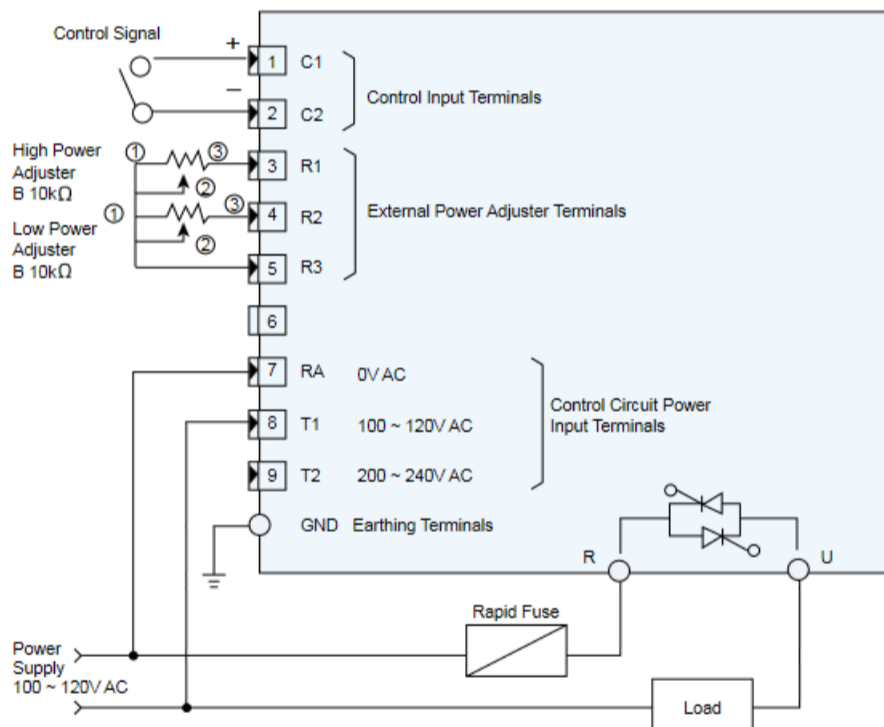 Control Signal
+
1 C1
Control Input Terminals
−
2 C2
High Power
Adjuster
B 10kΩ
① ③
②
3 R1
External Power Adjuster Terminals
Low Power
Adjuster
B 10kΩ
① ③
②
4 R2
5 R3
6
7 RA 0V AC
Control Circuit Power
Input Terminals
8 T1 100 ~ 120V AC
9 T2 200 ~ 240V AC
GND Earthing Terminals
R U
Rapid Fuse
Power
Supply
100 ~ 120V AC
Load